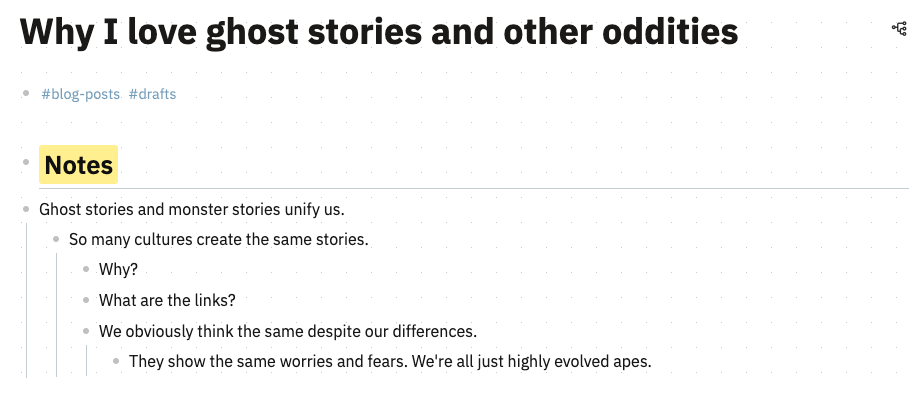 Why I love ghost stories and other oddities
#blog-posts #drafts
Notes
Ghost stories and monster stories unify us.
So many cultures create the same stories.
Why?
What are the links?
We obviously think the same despite our differences.
They show the same worries and fears. We're all just highly evolved apes.